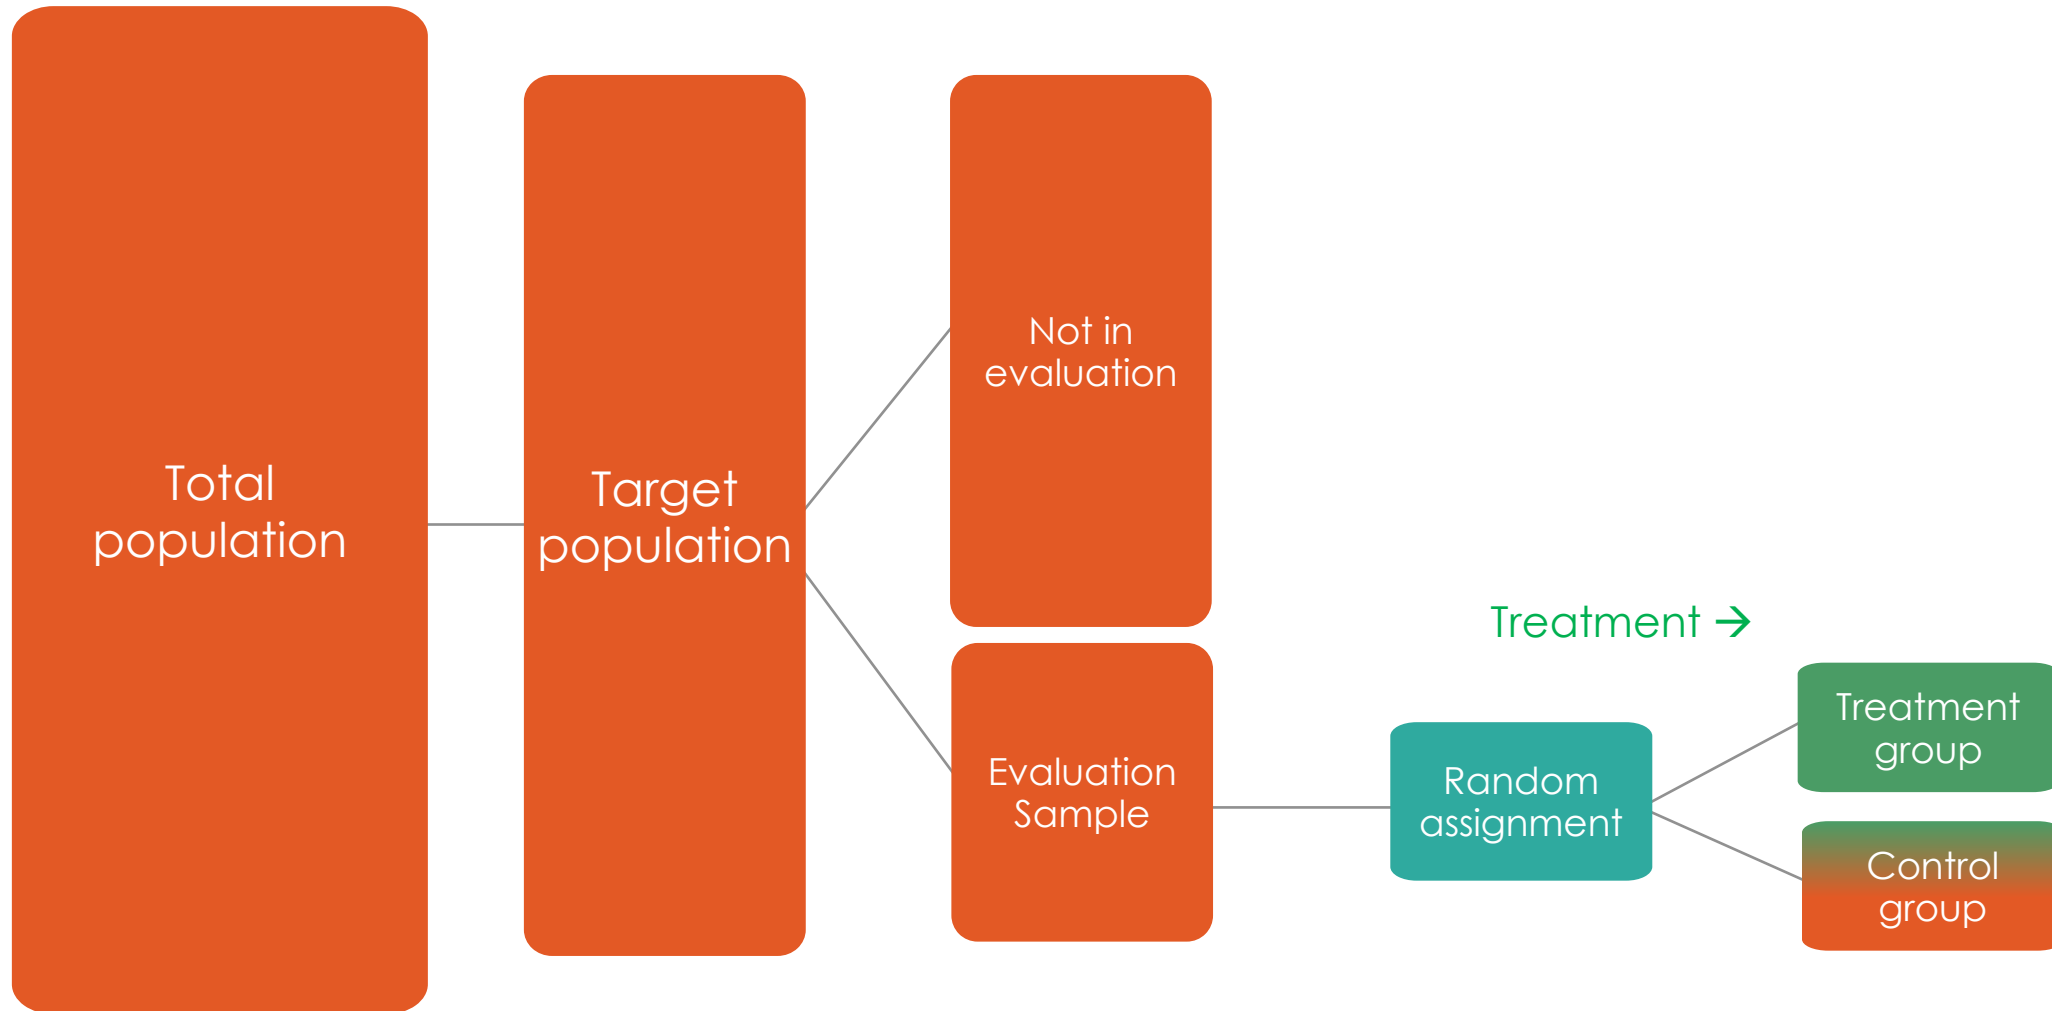 Total
population
Target
population
Not in
evaluation
Evaluation
Sample
Random
assignment
Treatment →
Treatment
group
Control
group